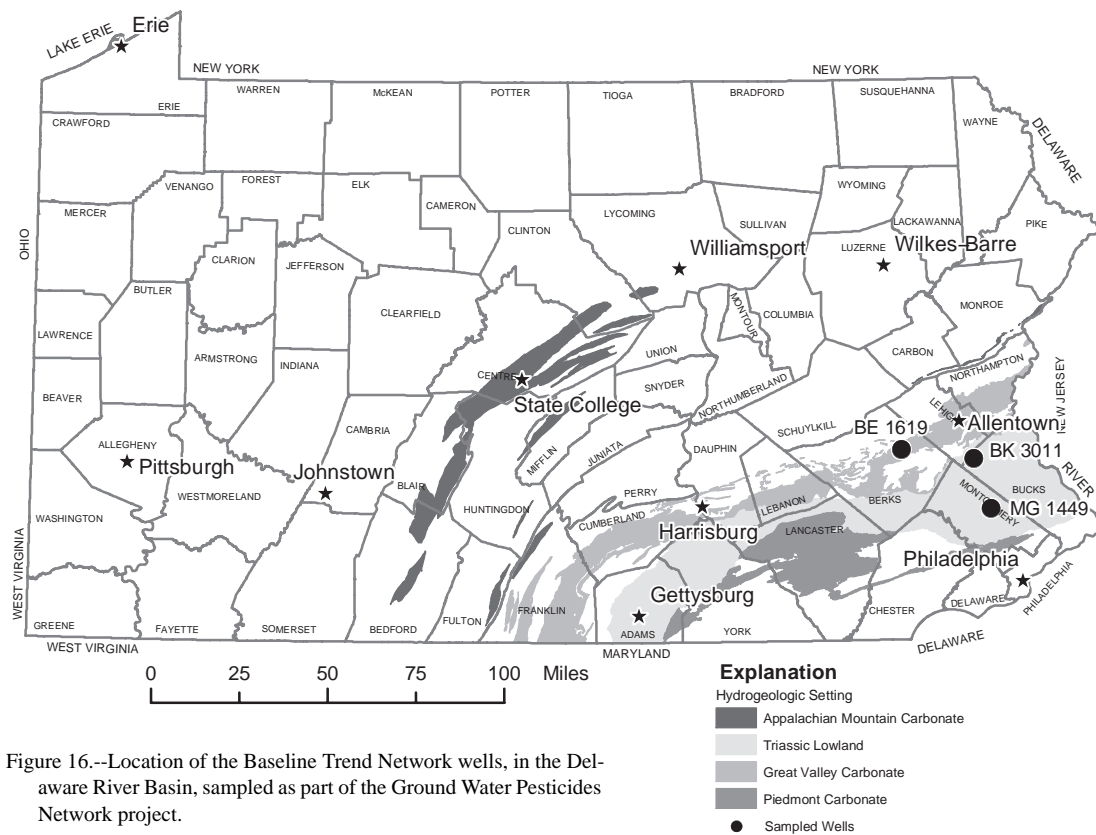 Erie
LAKE ERIE
NEW YORK
NEW YORK
WARREN
McKEAN
POTTER
TIOGA
BRADFORD
SUSQUEHANNA
ERIE
CRAWFORD
WAYNE
DELAWARE
VENANGO
FOREST
ELK
WYOMING
CAMERON
MERCER
LYCOMING
SULLIVAN
LACKAWANNA
PIKE
CLINTON
OHIO
Williamsport
LUZERNE
Wilkes-Barre
CLARION
JEFFERSON
BUTLER
MONROE
CLEARFIELD
MONTOUR
COLUMBIA
LAWRENCE
ARMSTRONG
INDIANA
UNION
CARBON
CENTRE
NORTHAMPTON
SNYDER
NORTHUMBERLAND
BEAVER
State College
LEHIGH
NEW JERSEY
Allentown
CAMBRIA
SCHUYLKILL
BE 1619
ALLEGHENY
MIFFLIN
JUNIATA
DAUPHIN
BK 3011
Pittsburgh
Johnstown
BLAIR
RIVER
WESTMORELAND
PERRY
LEBANON
BERKS
MONTGOMERY
BUCKS
HUNTINGDON
MG 1449
WASHINGTON
CUMBERLAND
Harrisburg
LANCASTER
Philadelphia
WEST VIRGINIA
Gettysburg
PHILADELPHIA
DELAWARE
FRANKLIN
CHESTER
GREENE
FAYETTE
SOMERSET
BEDFORD
FULTON
ADAMS
YORK
WEST VIRGINIA
MARYLAND
DELAWARE
0 25 50 75 100 Miles
Explanation
Hydrogeologic Setting
Appalachian Mountain Carbonate
Triassic Lowland
Great Valley Carbonate
Piedmont Carbonate
Sampled Wells
Figure 16.--Location of the Baseline Trend Network wells, in the Del-
aware River Basin, sampled as part of the Ground Water Pesticides
Network project.